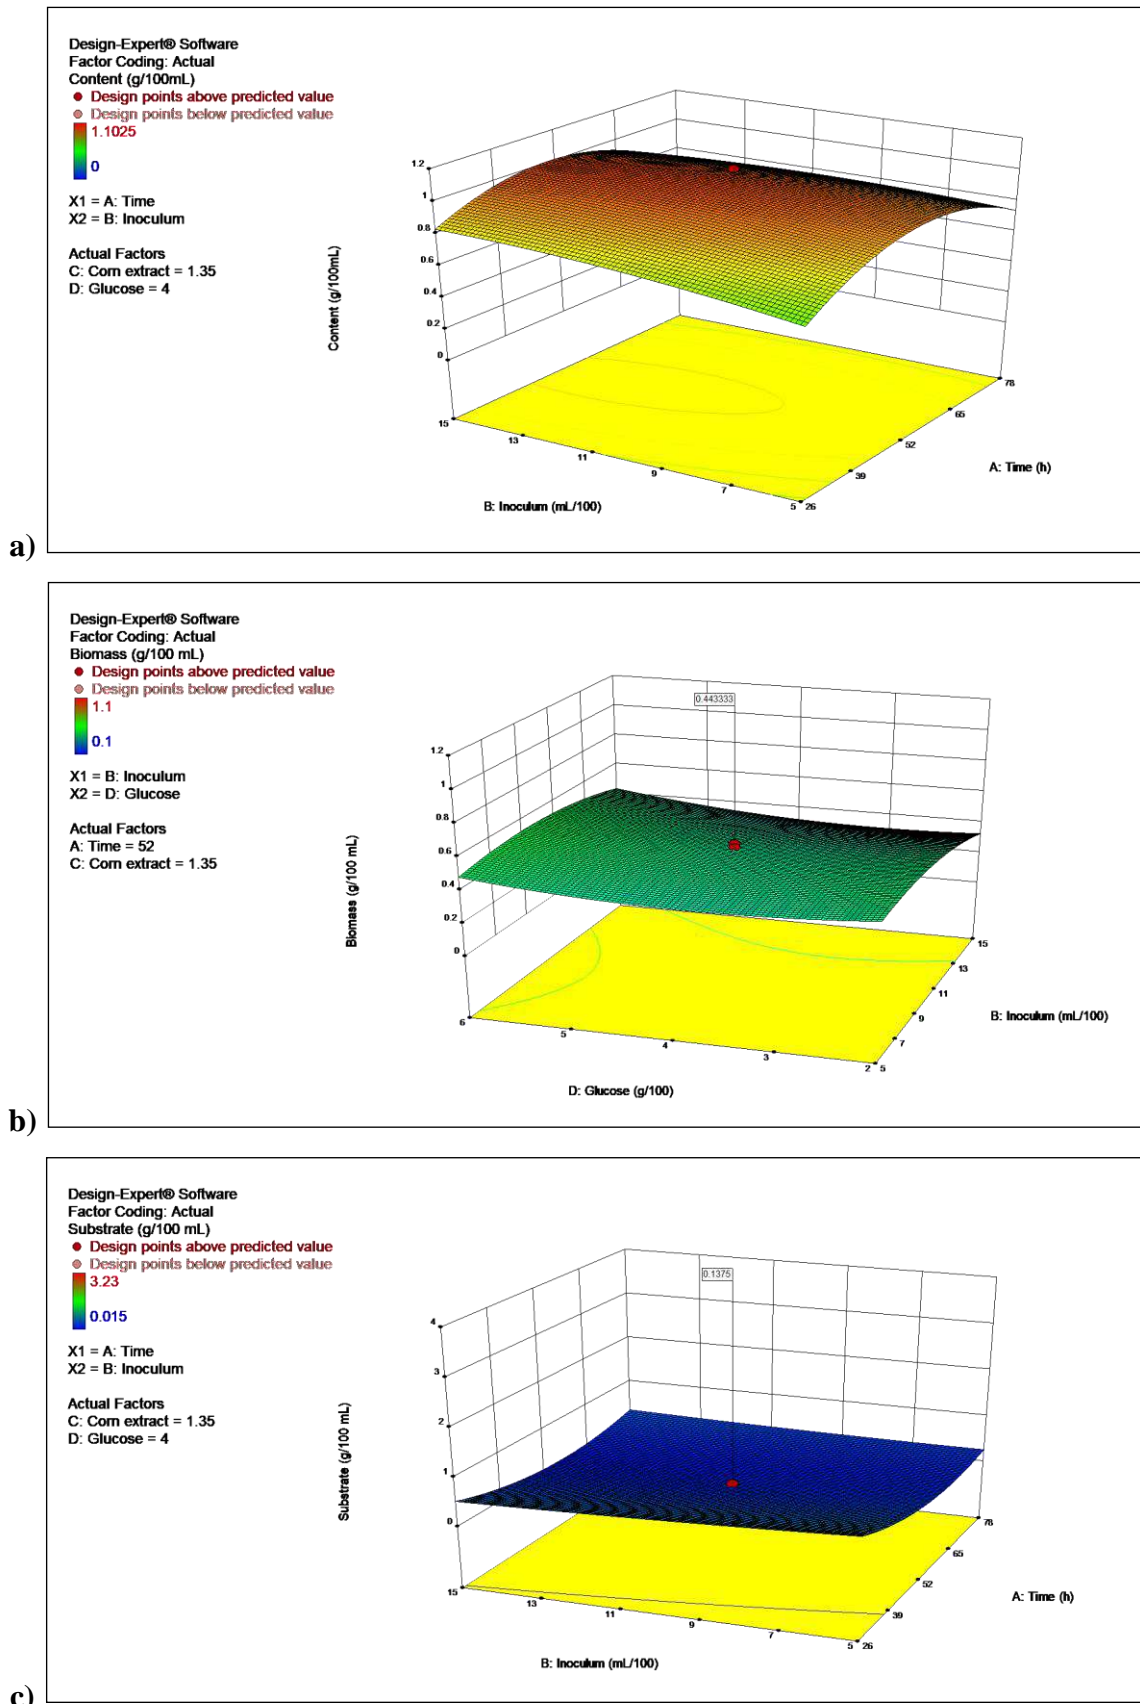 Design-Expert® Software
Factor Coding: Actual
Content (g/100mL)
Design points above predicted value
Design points below predicted value
1.1025
0
X1 = A: Time
X2 = B: Inoculum
Actual Factors
C: Corn extract = 1.35
D: Glucose = 4
1.2
1
0.8
0.6
0.4
0.2
0
Content (g/100mL)
15
13
11
9
7
5
26
39
52
65
78
A: Time (h)
B: Inoculum (mL/100)
a)
Design-Expert® Software
Factor Coding: Actual
Biomass (g/100 mL)
Design points above predicted value
Design points below predicted value
1.1
0.1
X1 = B: Inoculum
X2 = D: Glucose
Actual Factors
A: Time = 52
C: Corn extract = 1.35
0.443333
1.2
1
0.8
0.6
0.4
0.2
0
Biomass (g/100 mL)
6
5
4
3
2
5
7
9
11
13
15
B: Inoculum (mL/100)
D: Glucose (g/100)
b)
Design-Expert® Software
Factor Coding: Actual
Substrate (g/100 mL)
Design points above predicted value
Design points below predicted value
3.23
0.015
X1 = A: Time
X2 = B: Inoculum
Actual Factors
C: Corn extract = 1.35
D: Glucose = 4
0.1375
4
3
2
1
0
Substrate (g/100 mL)
15
13
11
9
7
5
26
39
52
65
78
A: Time (h)
B: Inoculum (mL/100)
c)